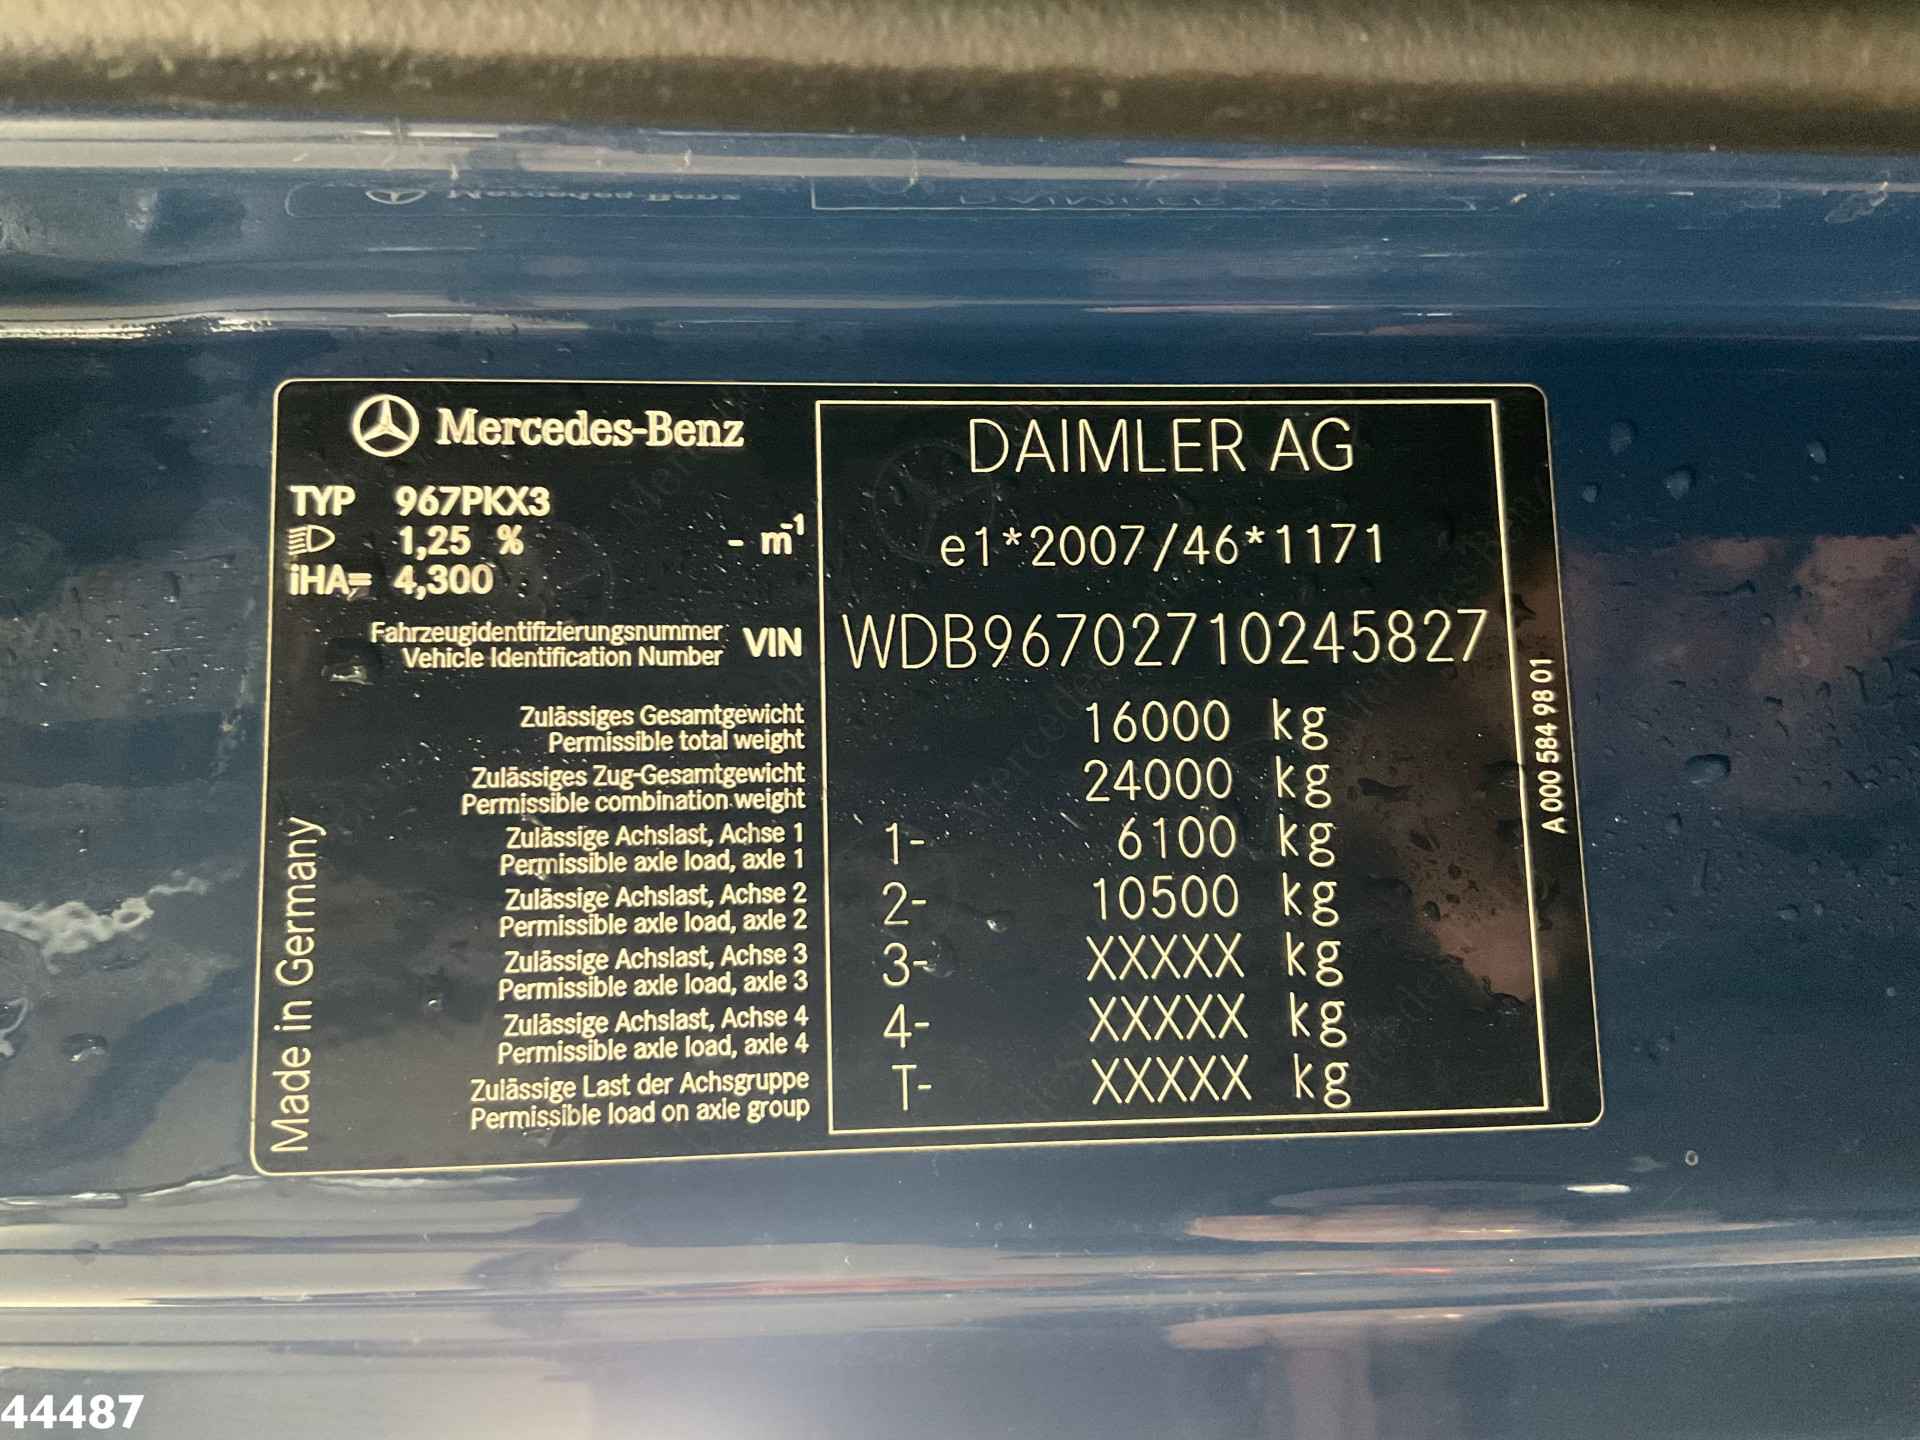 Mercedes-Benz
DAIMLER AG
TYP 967PKX3
1,25 % - m-1
iHA= 4,300
e1*2007/46*1171
Fahrzeugidentifizierungsnummer
Vehicle Identification Number
VIN WDB96702710245827
Zulässiges Gesamtgewicht
Permissible total weight
16000 kg
Zulässiges Zug-Gesamtgewicht
Permissible combination weight
24000 kg
Zulässige Achslast, Achse 1
Permissible axle load, axle 1
1- 6100 kg
Zulässige Achslast, Achse 2
Permissible axle load, axle 2
2- 10500 kg
Zulässige Achslast, Achse 3
Permissible axle load, axle 3
3- XXXXX kg
Zulässige Achslast, Achse 4
Permissible axle load, axle 4
4- XXXXX kg
Zulässige Last der Achsgruppe
Permissible load on axle group
T- XXXXX kg
Made in Germany
A 000 584 98 01
44487